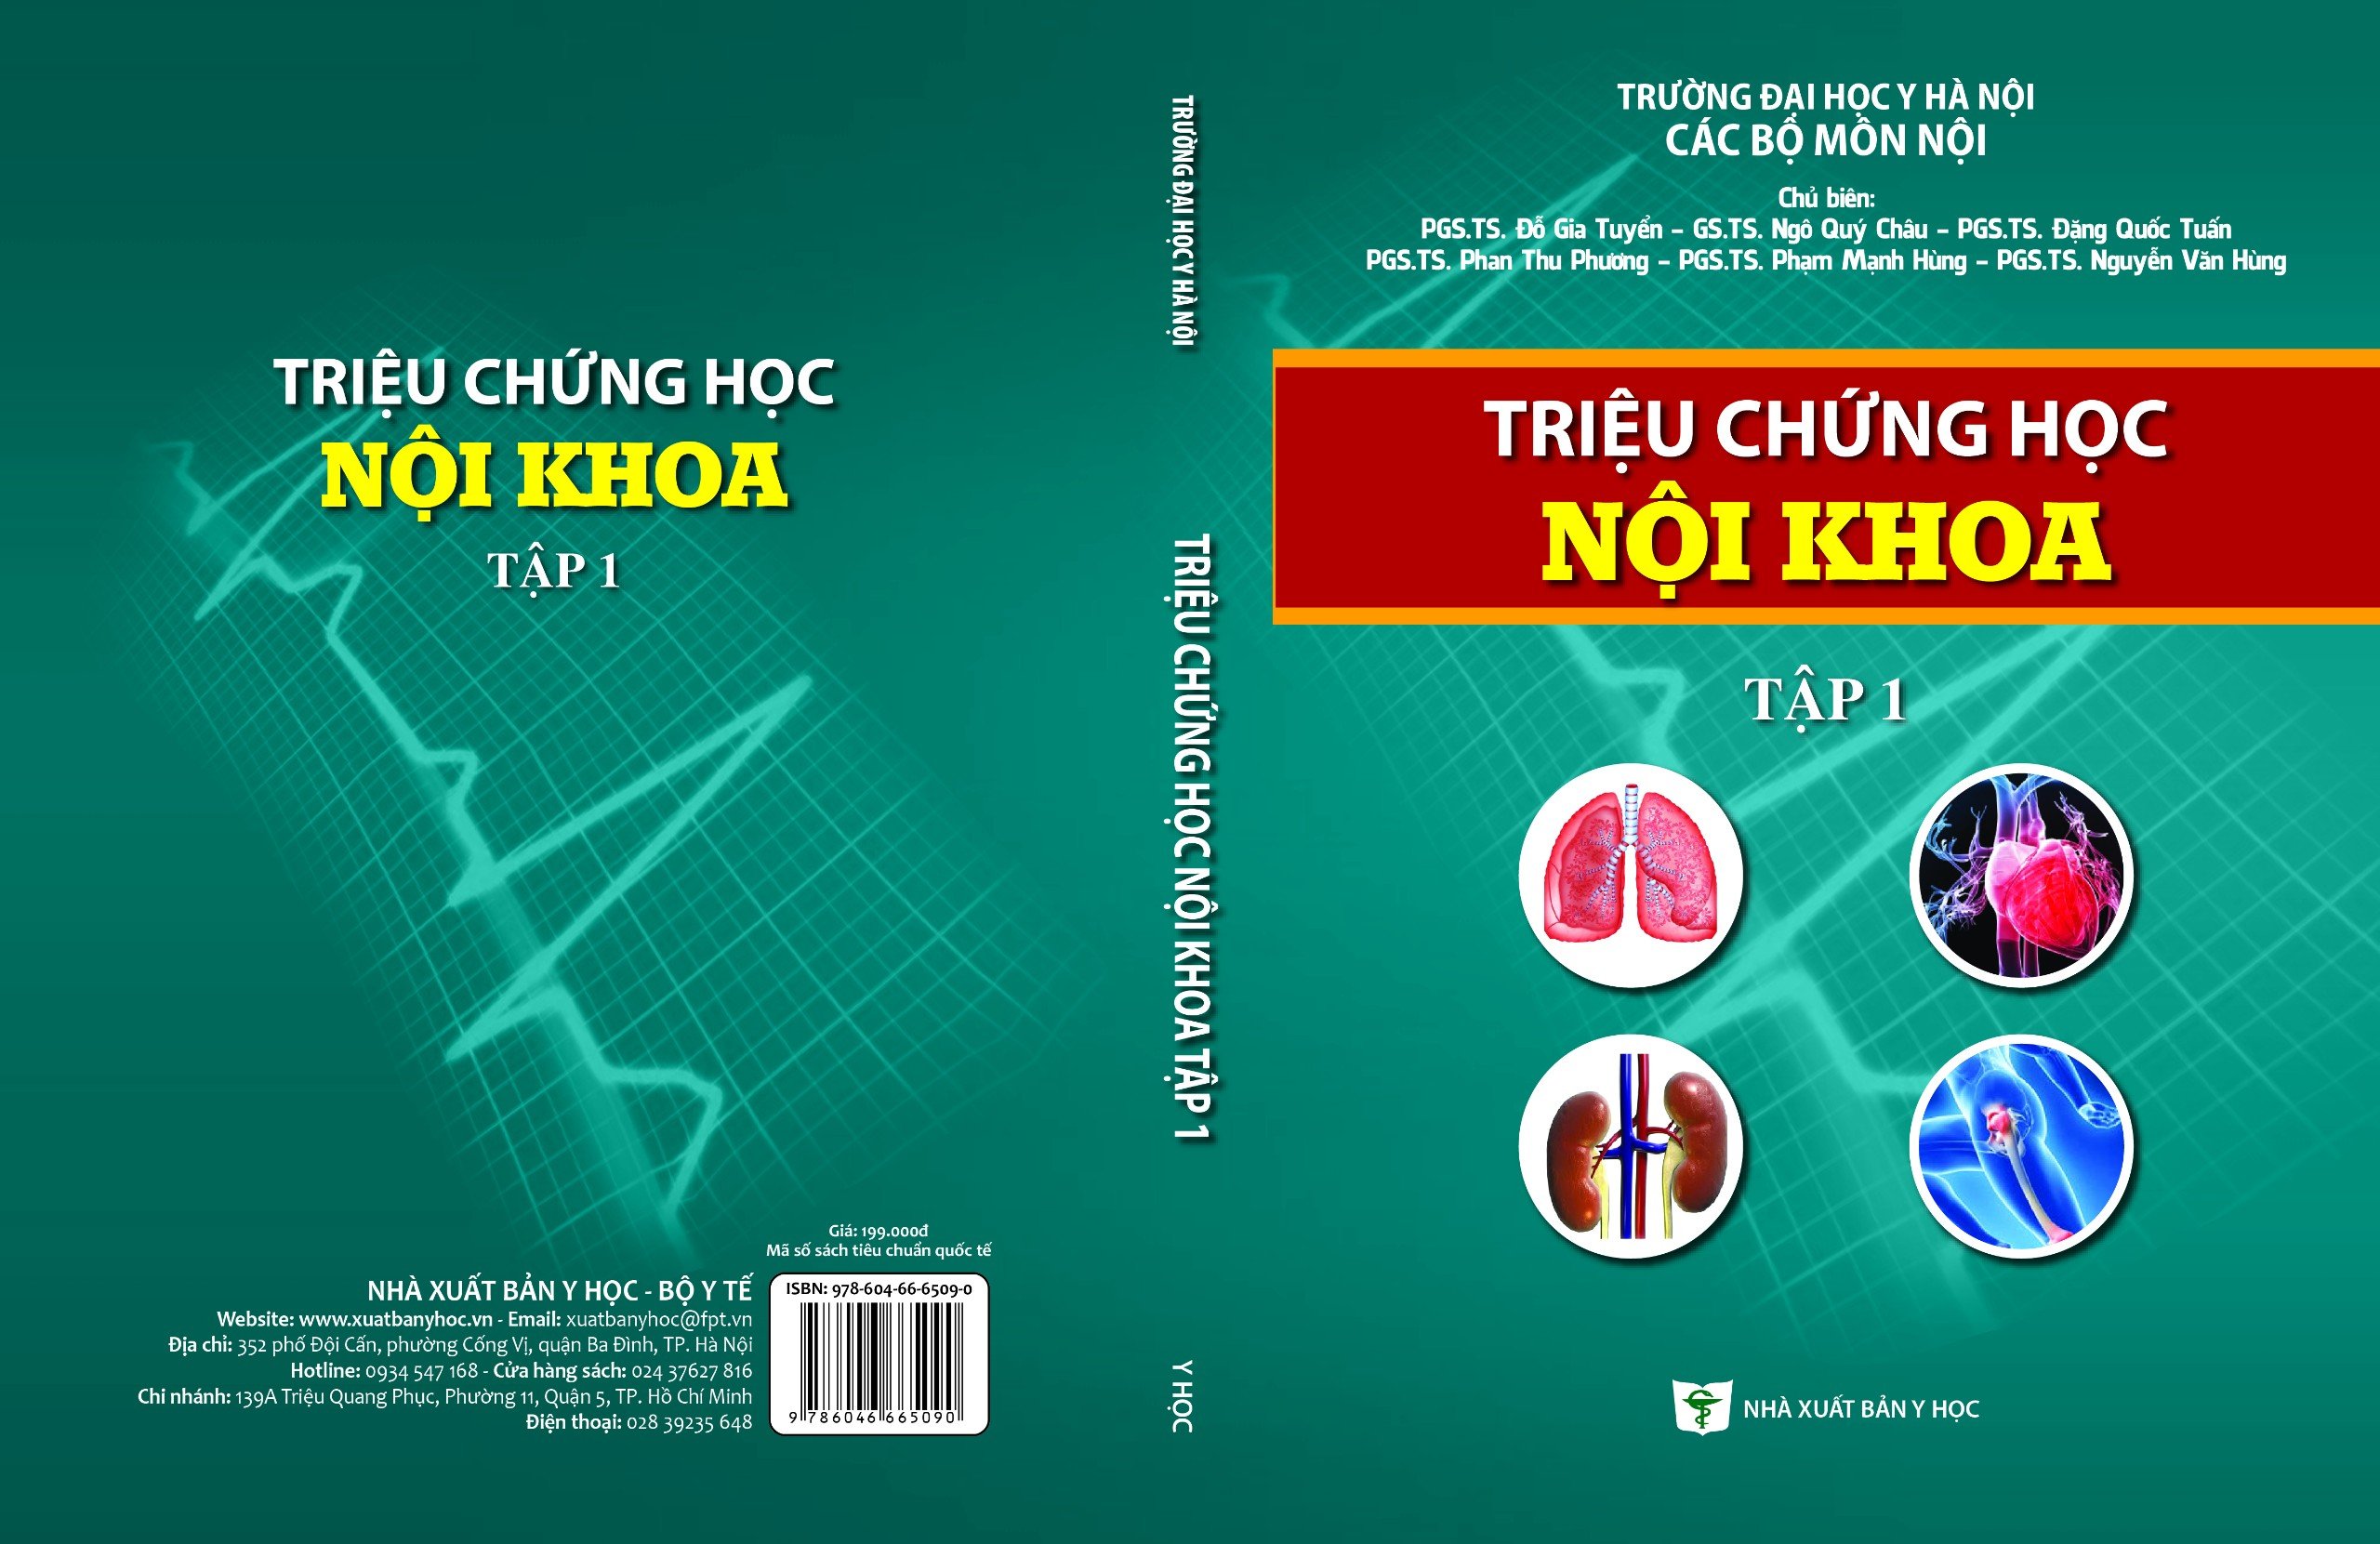 TRIỆU CHỨNG HỌC
NỘI KHOA
TẬP 1
Giá: 199.000đ
Mã số sách tiêu chuẩn quốc tế
ISBN: 978-604-66-6509-0
9 786046 665090
NHÀ XUẤT BẢN Y HỌC - BỘ Y TẾ
Website: www.xuatbanyhoc.vn - Email: xuatbanyhoc@fpt.vn
Địa chỉ: 352 phố Đội Cấn, phường Cống Vị, quận Ba Đình, TP. Hà Nội
Hotline: 0934 547 168 - Cửa hàng sách: 024 37627 816
Chi nhánh: 139A Triệu Quang Phục, Phường 11, Quận 5, TP. Hồ Chí Minh
Điện thoại: 028 39235 648
TRƯỜNG ĐẠI HỌC Y HÀ NỘI
TRIỆU CHỨNG HỌC NỘI KHOA TẬP 1
Y HỌC
TRƯỜNG ĐẠI HỌC Y HÀ NỘI
CÁC BỘ MÔN NỘI
Chủ biên:
PGS.TS. Đỗ Gia Tuyển – GS.TS. Ngô Quý Châu – PGS.TS. Đặng Quốc Tuấn
PGS.TS. Phan Thu Phương – PGS.TS. Phạm Mạnh Hùng – PGS.TS. Nguyễn Văn Hùng
TRIỆU CHỨNG HỌC
NỘI KHOA
TẬP 1
NHÀ XUẤT BẢN Y HỌC